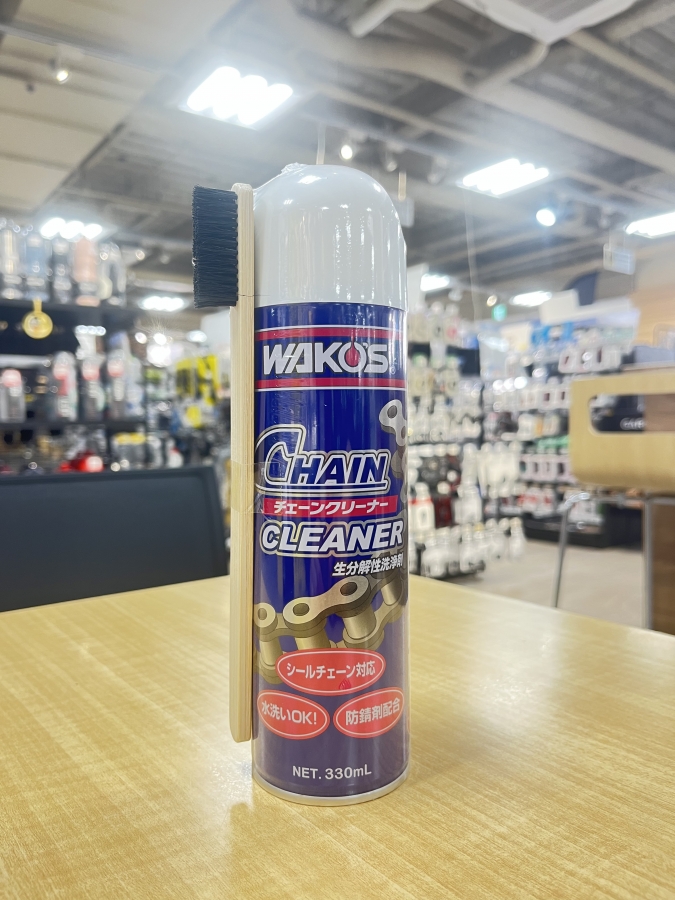 WAKO'S
CHAIN
チェーンクリーナー
CLEANER
生分解性洗浄剤
シールチェーン対応
水洗いOK!
防錆剤配合
NET. 330mL